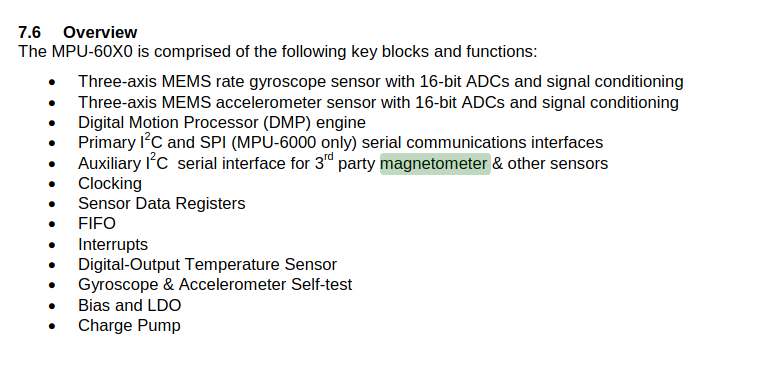 7.6 Overview
The MPU-60X0 is comprised of the following key blocks and functions:
• Three-axis MEMS rate gyroscope sensor with 16-bit ADCs and signal conditioning
• Three-axis MEMS accelerometer sensor with 16-bit ADCs and signal conditioning
• Digital Motion Processor (DMP) engine
• Primary I²C and SPI (MPU-6000 only) serial communications interfaces
• Auxiliary I²C serial interface for 3rd party magnetometer & other sensors
• Clocking
• Sensor Data Registers
• FIFO
• Interrupts
• Digital-Output Temperature Sensor
• Gyroscope & Accelerometer Self-test
• Bias and LDO
• Charge Pump